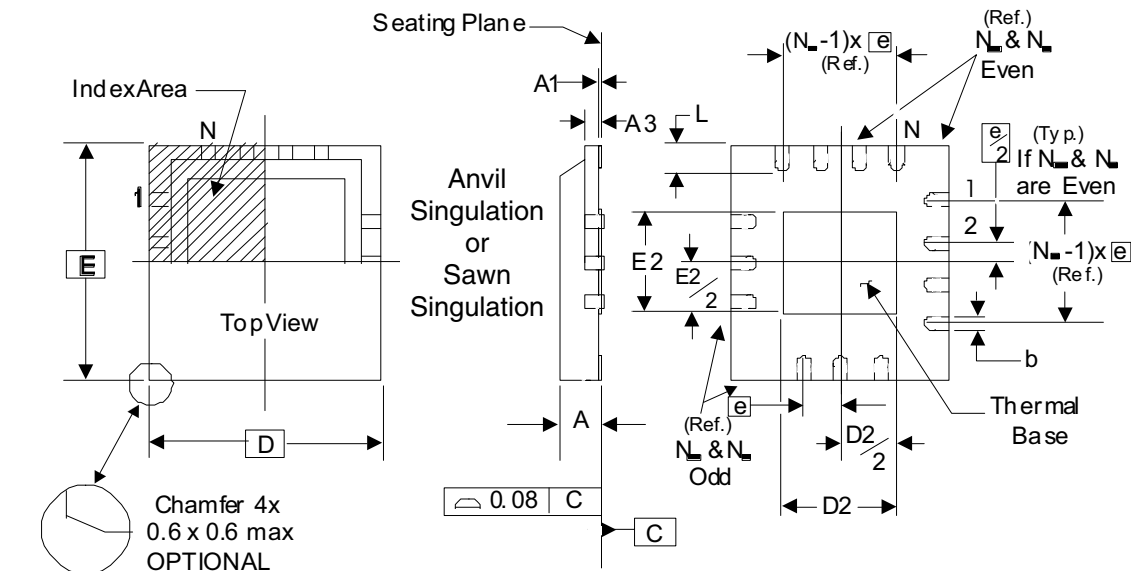 Seating Plane
Index Area
N
1
E
Top View
D
Chamfer 4x
0.6 x 0.6 max
OPTIONAL
A1
A3
L
Anvil
Singulation
or
Sawn
Singulation
A
0.08 C
C
(N -1)x e
(Ref.)
(Ref.)
N & N
Even
N
e/2
(Typ.)
If N & N
are Even
1
2
(N -1)x e
(Ref.)
b
E2
E2/2
Thermal
Base
e
(Ref.)
N & N
Odd
D2/2
D2